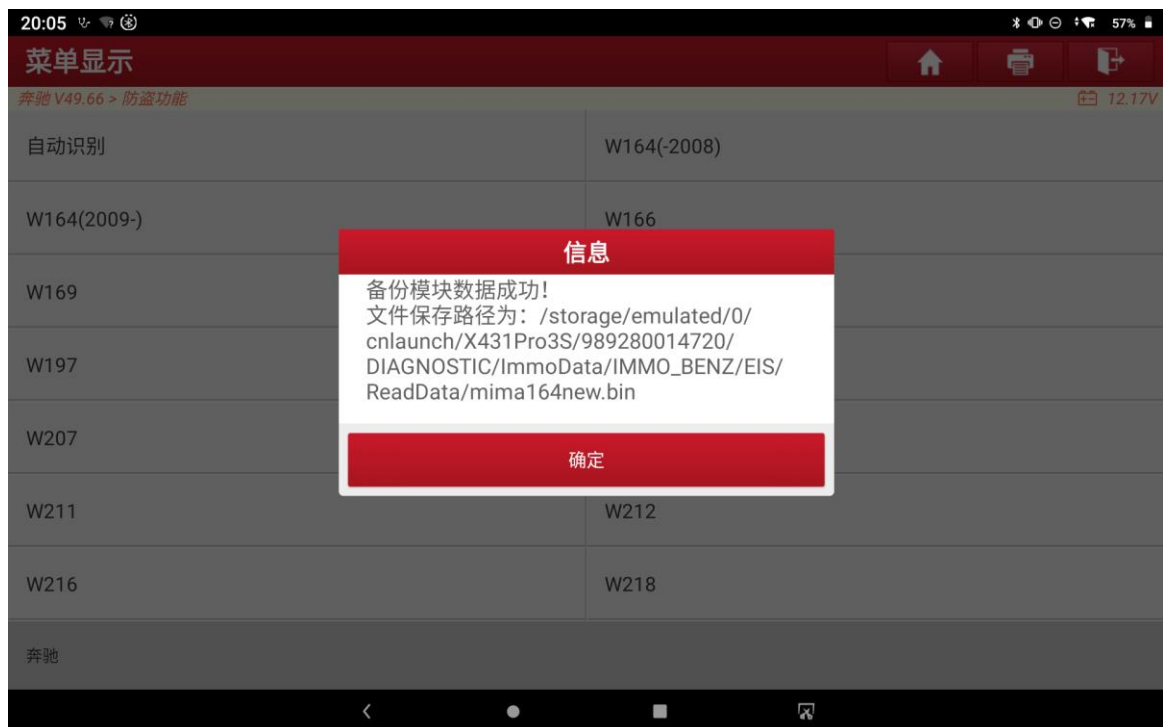 20:05
57%
菜单显示
奔驰 V49.66 > 防盗功能
12.17V
自动识别
W164(-2008)
W164(2009-)
W166
信息
备份模块数据成功!
文件保存路径为：/storage/emulated/0/
cnlaunch/X431Pro3S/989280014720/
DIAGNOSTIC/ImmoData/IMMO_BENZ/EIS/
ReadData/mima164new.bin
确定
W169
W197
W207
W211
W212
W216
W218
奔驰